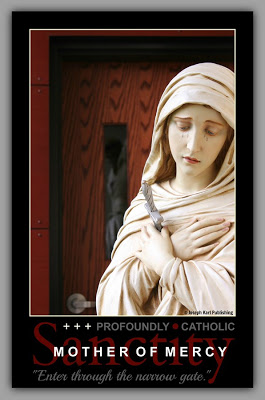 © Joseph Karl Publishing
+ + + PROFOUNDLY CATHOLIC
Sanctity
MOTHER OF MERCY
"Enter through the narrow gate."